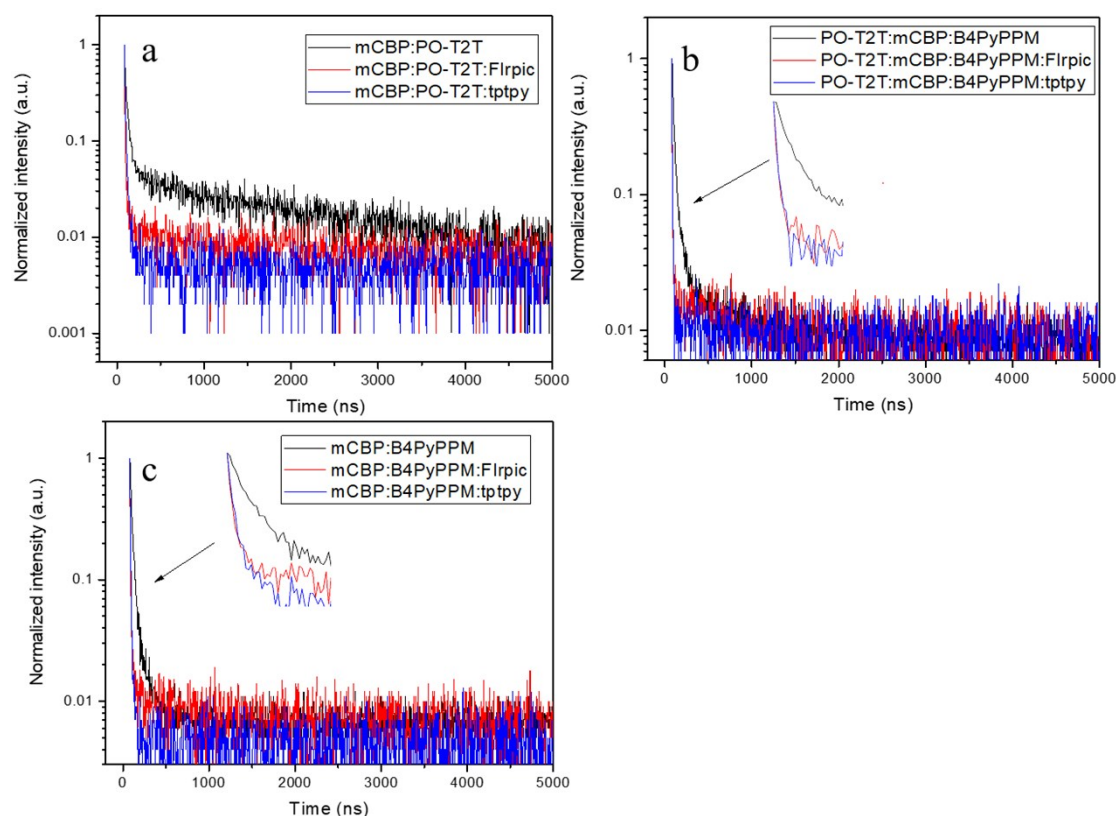 a
mCBP:PO-T2T
mCBP:PO-T2T:FIrpic
mCBP:PO-T2T:tptpy
Normalized intensity (a.u.)
1
0.1
0.01
0.001
0 1000 2000 3000 4000 5000
Time (ns)
b
PO-T2T:mCBP:B4PyPPM
PO-T2T:mCBP:B4PyPPM:FIrpic
PO-T2T:mCBP:B4PyPPM:tptpy
Normalized intensity (a.u.)
1
0.1
0.01
0 1000 2000 3000 4000 5000
Time (ns)
c
mCBP:B4PyPPM
mCBP:B4PyPPM:FIrpic
mCBP:B4PyPPM:tptpy
Normalized intensity (a.u.)
1
0.1
0.01
0 1000 2000 3000 4000 5000
Time (ns)